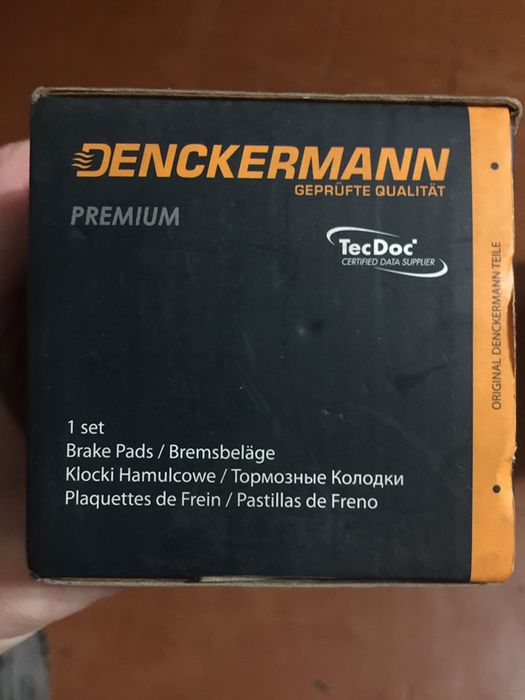 DENCKERMANN
GEPRÜFTE QUALITÄT
PREMIUM
TecDoc
CERTIFIED DATA SUPPLIER
ORIGINAL DENCKERMANN TEILE
1 set
Brake Pads / Bremsbeläge
Klocki Hamulcowe / Тормозные Колодки
Plaquettes de Frein / Pastillas de Freno